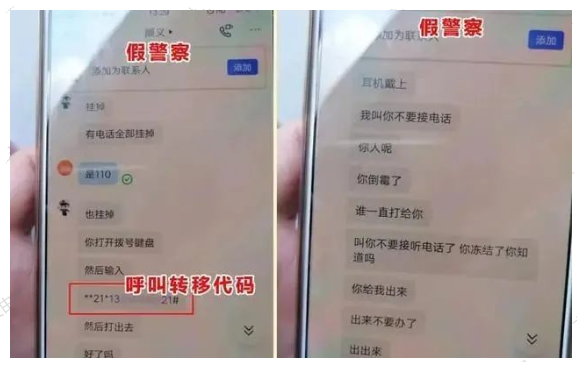 假警察
添加为联系人
添加
挂掉
有电话全部挂掉
是110
也挂掉
你打开拨号键盘
然后输入
呼叫转移代码
**21*13 21#
然后打出去
好了吗
假警察
添加为联系人
添加
耳机戴上
我叫你不要接电话
你人呢
你倒霉了
谁一直打给你
叫你不要接听电话了 你冻结了你知
道吗
你给我出来
出来不要办了
出出来